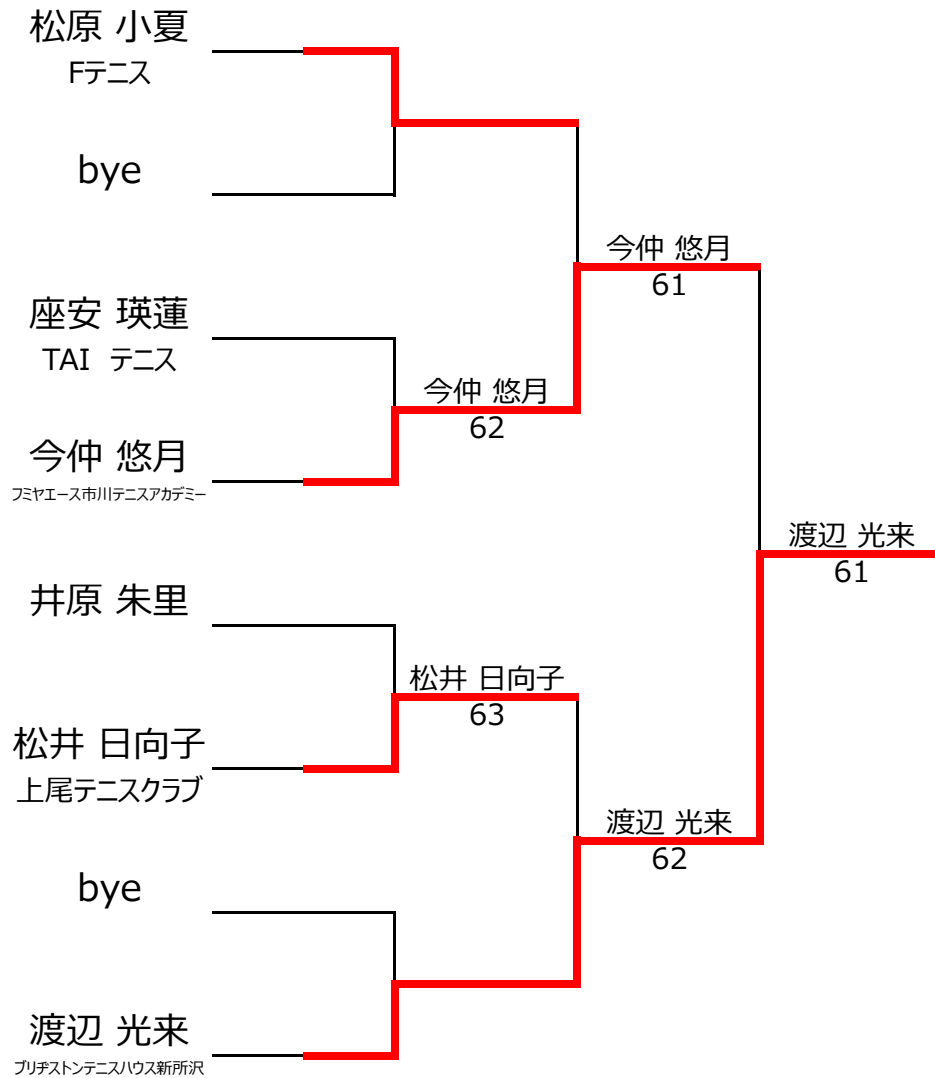 松原 小夏
Fテニス
bye
今仲 悠月
61
座安 瑛蓮
TAI テニス
今仲 悠月
62
今仲 悠月
フミヤエース市川テニスアカデミー
渡辺 光来
61
井原 朱里
松井 日向子
63
松井 日向子
上尾テニスクラブ
渡辺 光来
62
bye
渡辺 光来
ブリヂストンテニスハウス新所沢